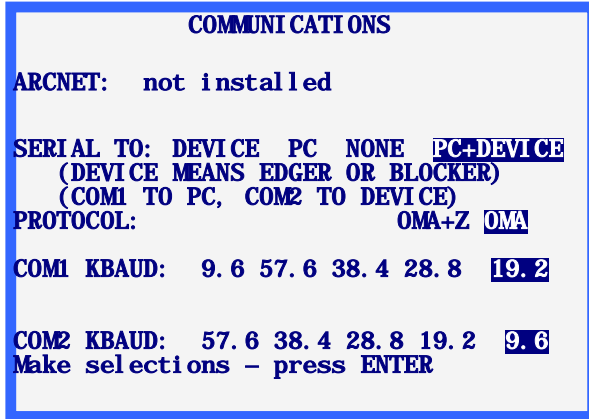 COMMUNICATIONS
ARCNET: not installed
SERIAL TO: DEVICE PC NONE PC+DEVICE
(DEVICE MEANS EDGER OR BLOCKER)
(COM1 TO PC, COM2 TO DEVICE)
PROTOCOL: OMA+Z OMA
COM1 KBAUD: 9.6 57.6 38.4 28.8 19.2
COM2 KBAUD: 57.6 38.4 28.8 19.2 9.6
Make selections – press ENTER